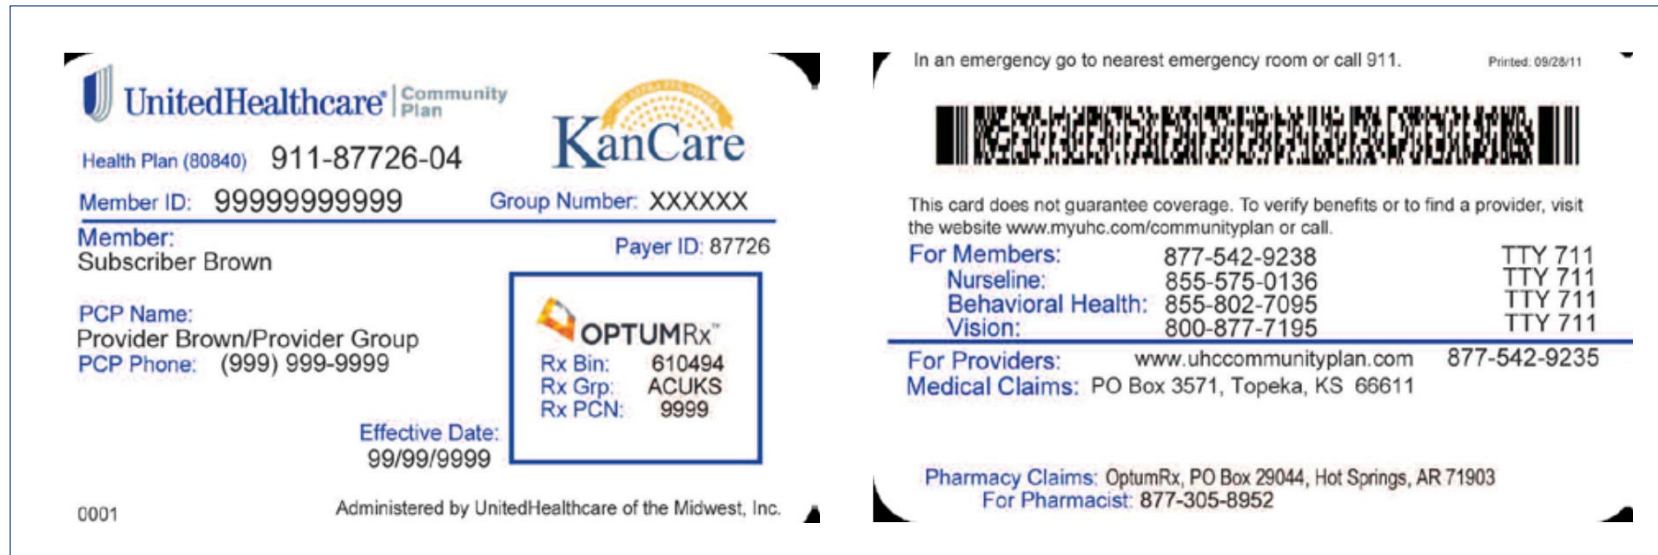 UnitedHealthcare® | Community Plan
KanCare
Health Plan (80840) 911-87726-04
Member ID: 99999999999 Group Number: XXXXXX
Member:
Subscriber Brown
Payer ID: 87726
PCP Name:
Provider Brown/Provider Group
PCP Phone: (999) 999-9999
OPTUMRx™
Rx Bin: 610494
Rx Grp: ACUKS
Rx PCN: 9999
Effective Date:
99/99/9999
0001
Administered by UnitedHealthcare of the Midwest, Inc.
In an emergency go to nearest emergency room or call 911. Printed: 09/28/11
This card does not guarantee coverage. To verify benefits or to find a provider, visit
the website www.myuhc.com/communityplan or call.
For Members: 877-542-9238 TTY 711
Nurseline: 855-575-0136 TTY 711
Behavioral Health: 855-802-7095 TTY 711
Vision: 800-877-7195 TTY 711
For Providers: www.uhccommunityplan.com 877-542-9235
Medical Claims: PO Box 3571, Topeka, KS 66611
Pharmacy Claims: OptumRx, PO Box 29044, Hot Springs, AR 71903
For Pharmacist: 877-305-8952